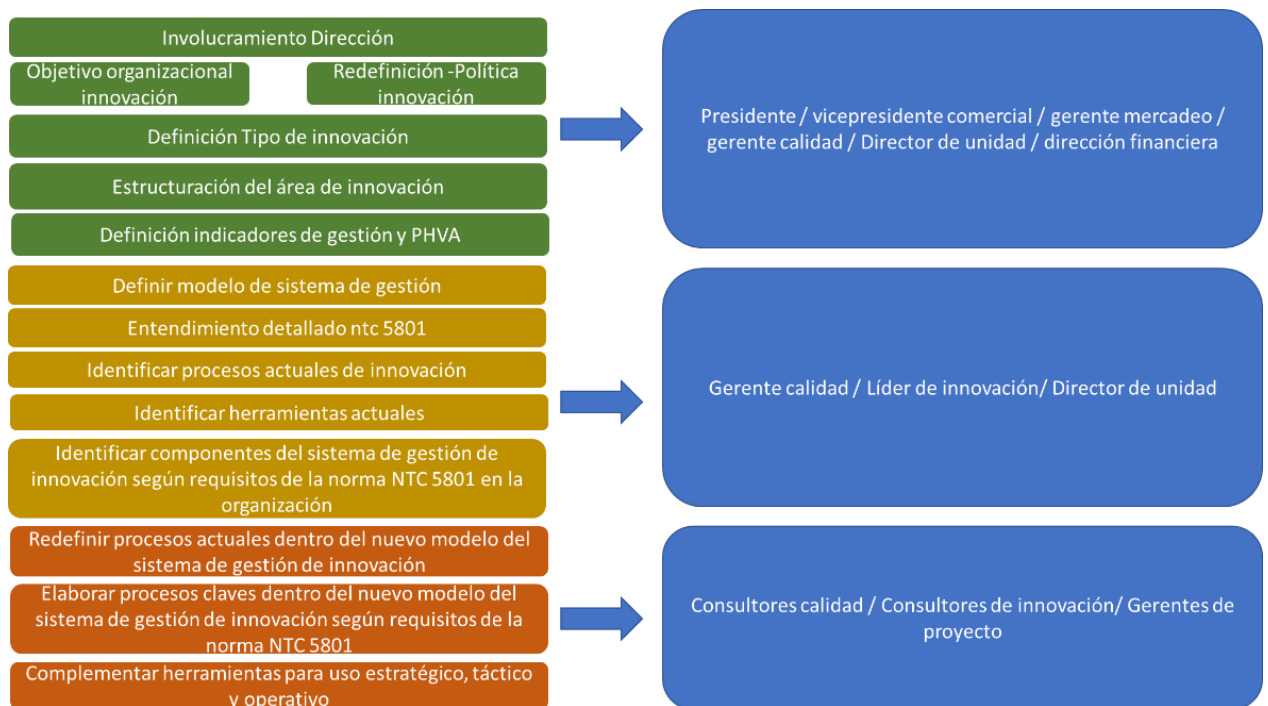 Involucramiento Dirección
Objetivo organizacional
innovación
Redefinición -Política
innovación
Definición Tipo de innovación
Estructuración del área de innovación
Definición indicadores de gestión y PHVA
Presidente / vicepresidente comercial / gerente mercadeo /
gerente calidad / Director de unidad / dirección financiera
Definir modelo de sistema de gestión
Entendimiento detallado ntc 5801
Identificar procesos actuales de innovación
Identificar herramientas actuales
Identificar componentes del sistema de gestión de
innovación según requisitos de la norma NTC 5801 en la
organización
Gerente calidad / Líder de innovación/ Director de unidad
Redefinir procesos actuales dentro del nuevo modelo del
sistema de gestión de innovación
Elaborar procesos claves dentro del nuevo modelo del
sistema de gestión de innovación según requisitos de la
norma NTC 5801
Complementar herramientas para uso estratégico, táctico
y operativo
Consultores calidad / Consultores de innovación/ Gerentes de
proyecto